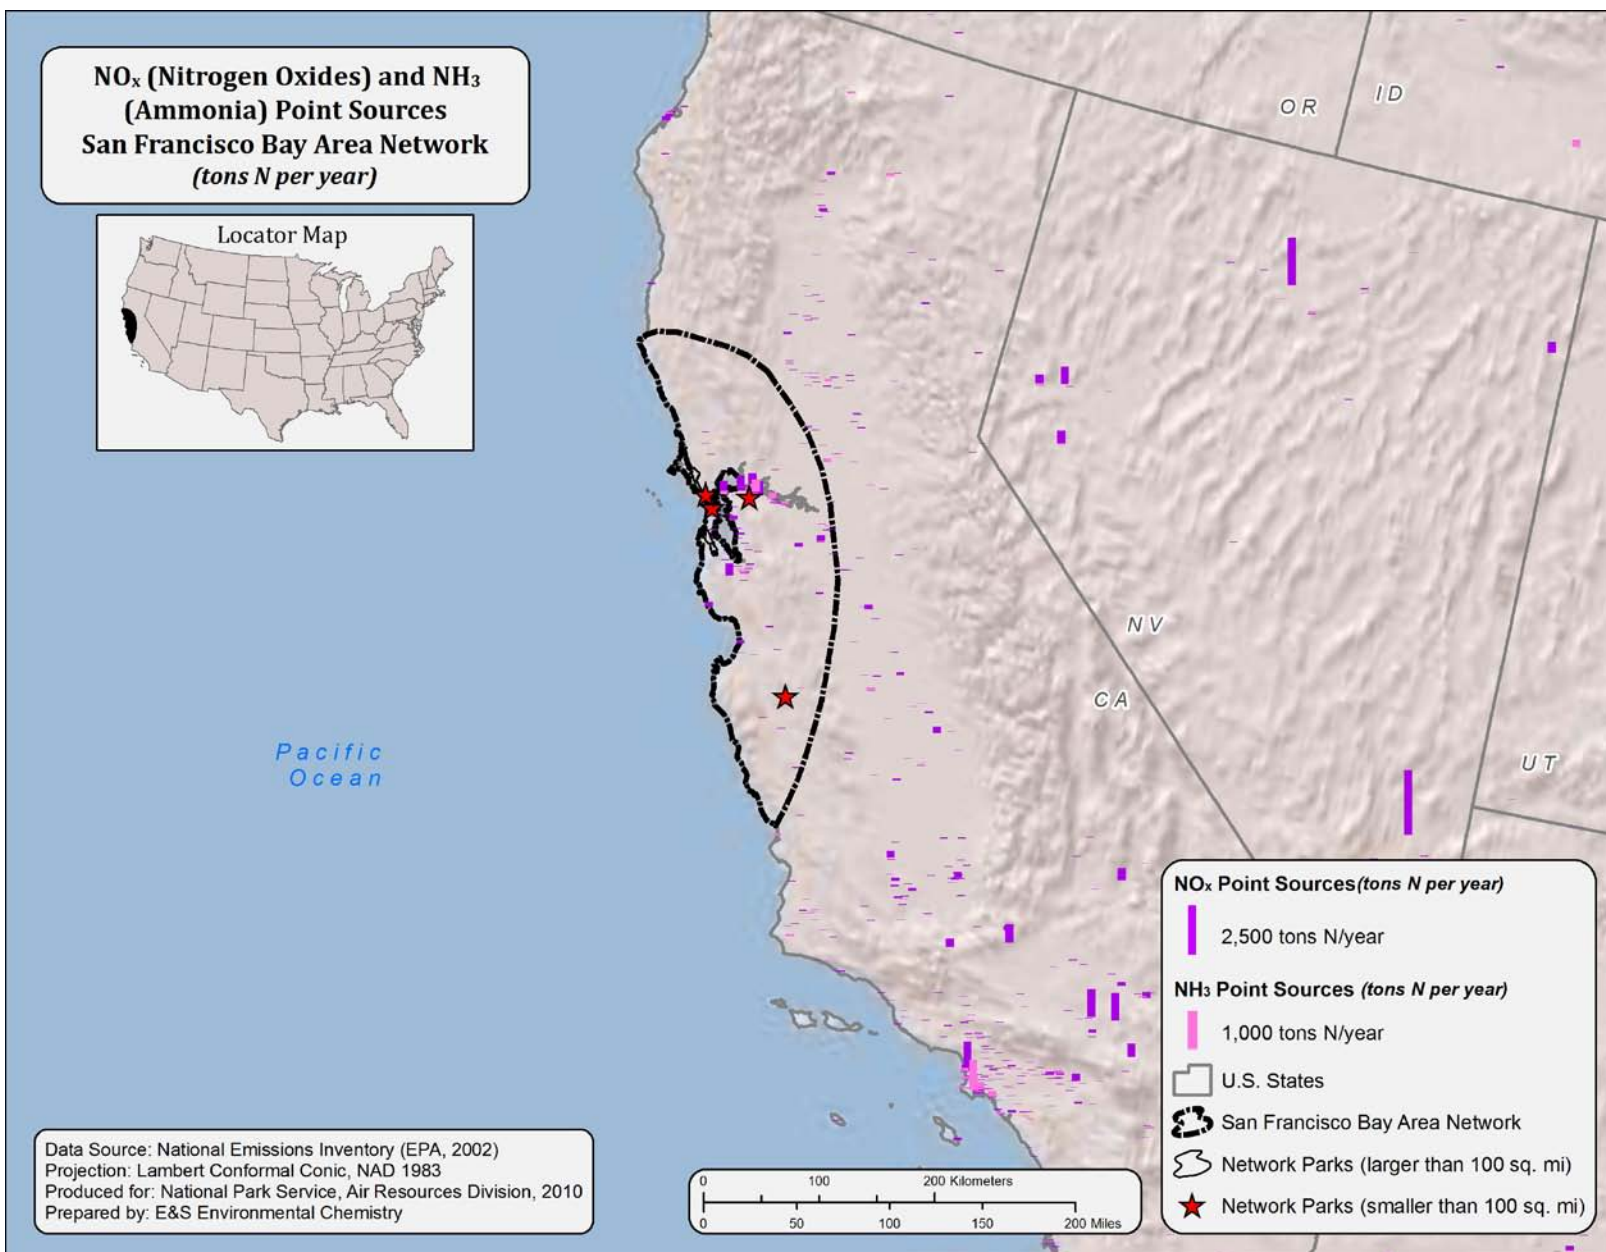 NOₓ (Nitrogen Oxides) and NH₃
(Ammonia) Point Sources
San Francisco Bay Area Network
(tons N per year)
Locator Map
OR
ID
NV
CA
UT
Pacific
Ocean
NOₓ Point Sources(tons N per year)
2,500 tons N/year
NH₃ Point Sources (tons N per year)
1,000 tons N/year
U.S. States
San Francisco Bay Area Network
Network Parks (larger than 100 sq. mi)
Network Parks (smaller than 100 sq. mi)
Data Source: National Emissions Inventory (EPA, 2002)
Projection: Lambert Conformal Conic, NAD 1983
Produced for: National Park Service, Air Resources Division, 2010
Prepared by: E&S Environmental Chemistry
0 100 200 Kilometers
0 50 100 150 200 Miles